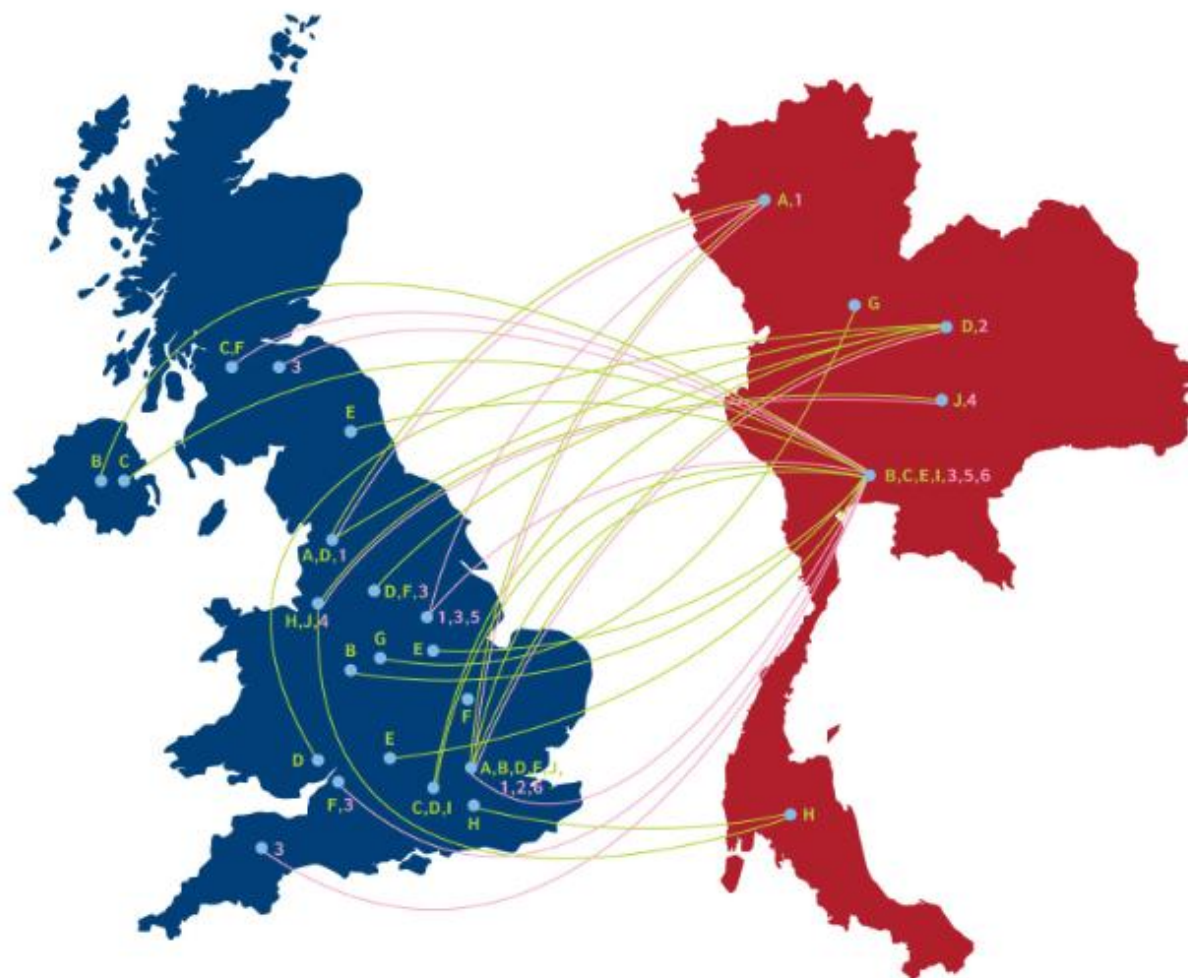 A,1
G
D,2
C,F
3
E
J,4
B
C
B,C,E,I,3,5,6
A,D,1
D,F,3
H,J,4
1,3,5
G
E
B
F
D
E
A,B,D,E,J,
1,2,6
F,3
C,D,I
H
H
3